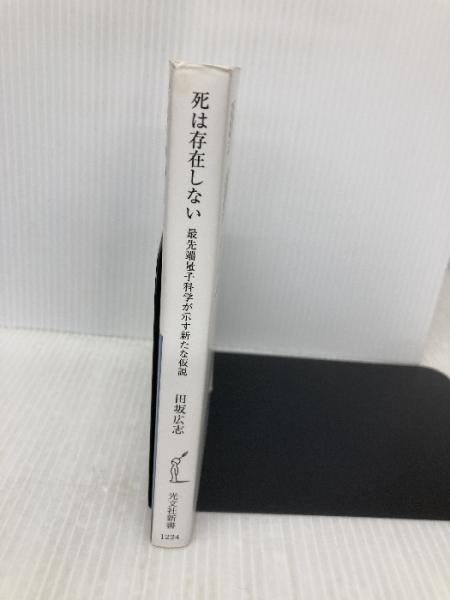 死は存在しない
最先端量子科学が示す新たな仮説
田坂広志
光文社新書
1224